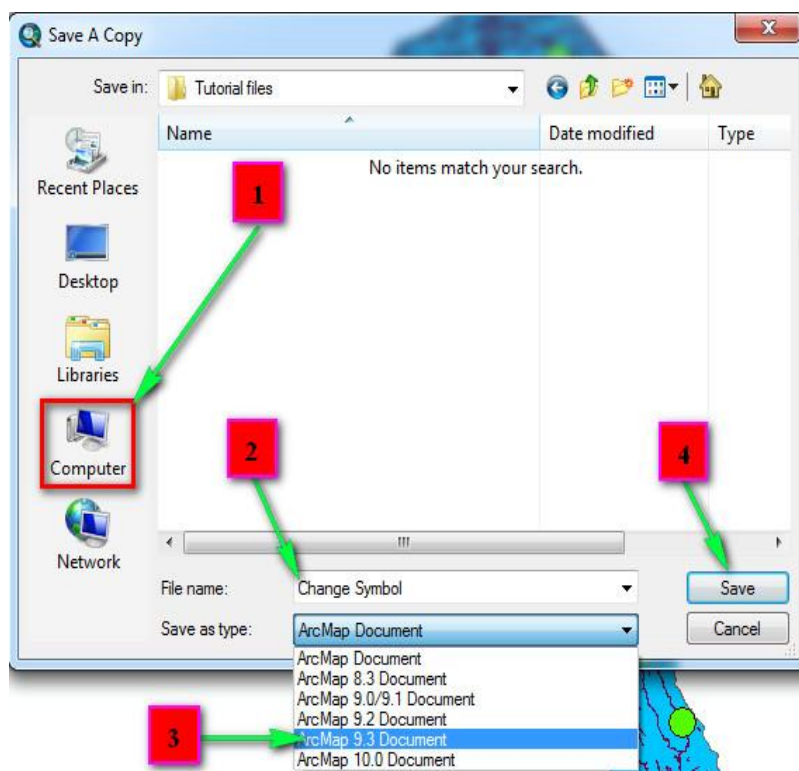 Save A Copy
Save in: Tutorial files
Name Date modified Type
No items match your search.
Recent Places
1
Desktop
Libraries
Computer
2
4
Network
File name: Change Symbol Save
Save as type: ArcMap Document Cancel
ArcMap Document
ArcMap 8.3 Document
ArcMap 9.0/9.1 Document
ArcMap 9.2 Document
3
ArcMap 9.3 Document
ArcMap 10.0 Document